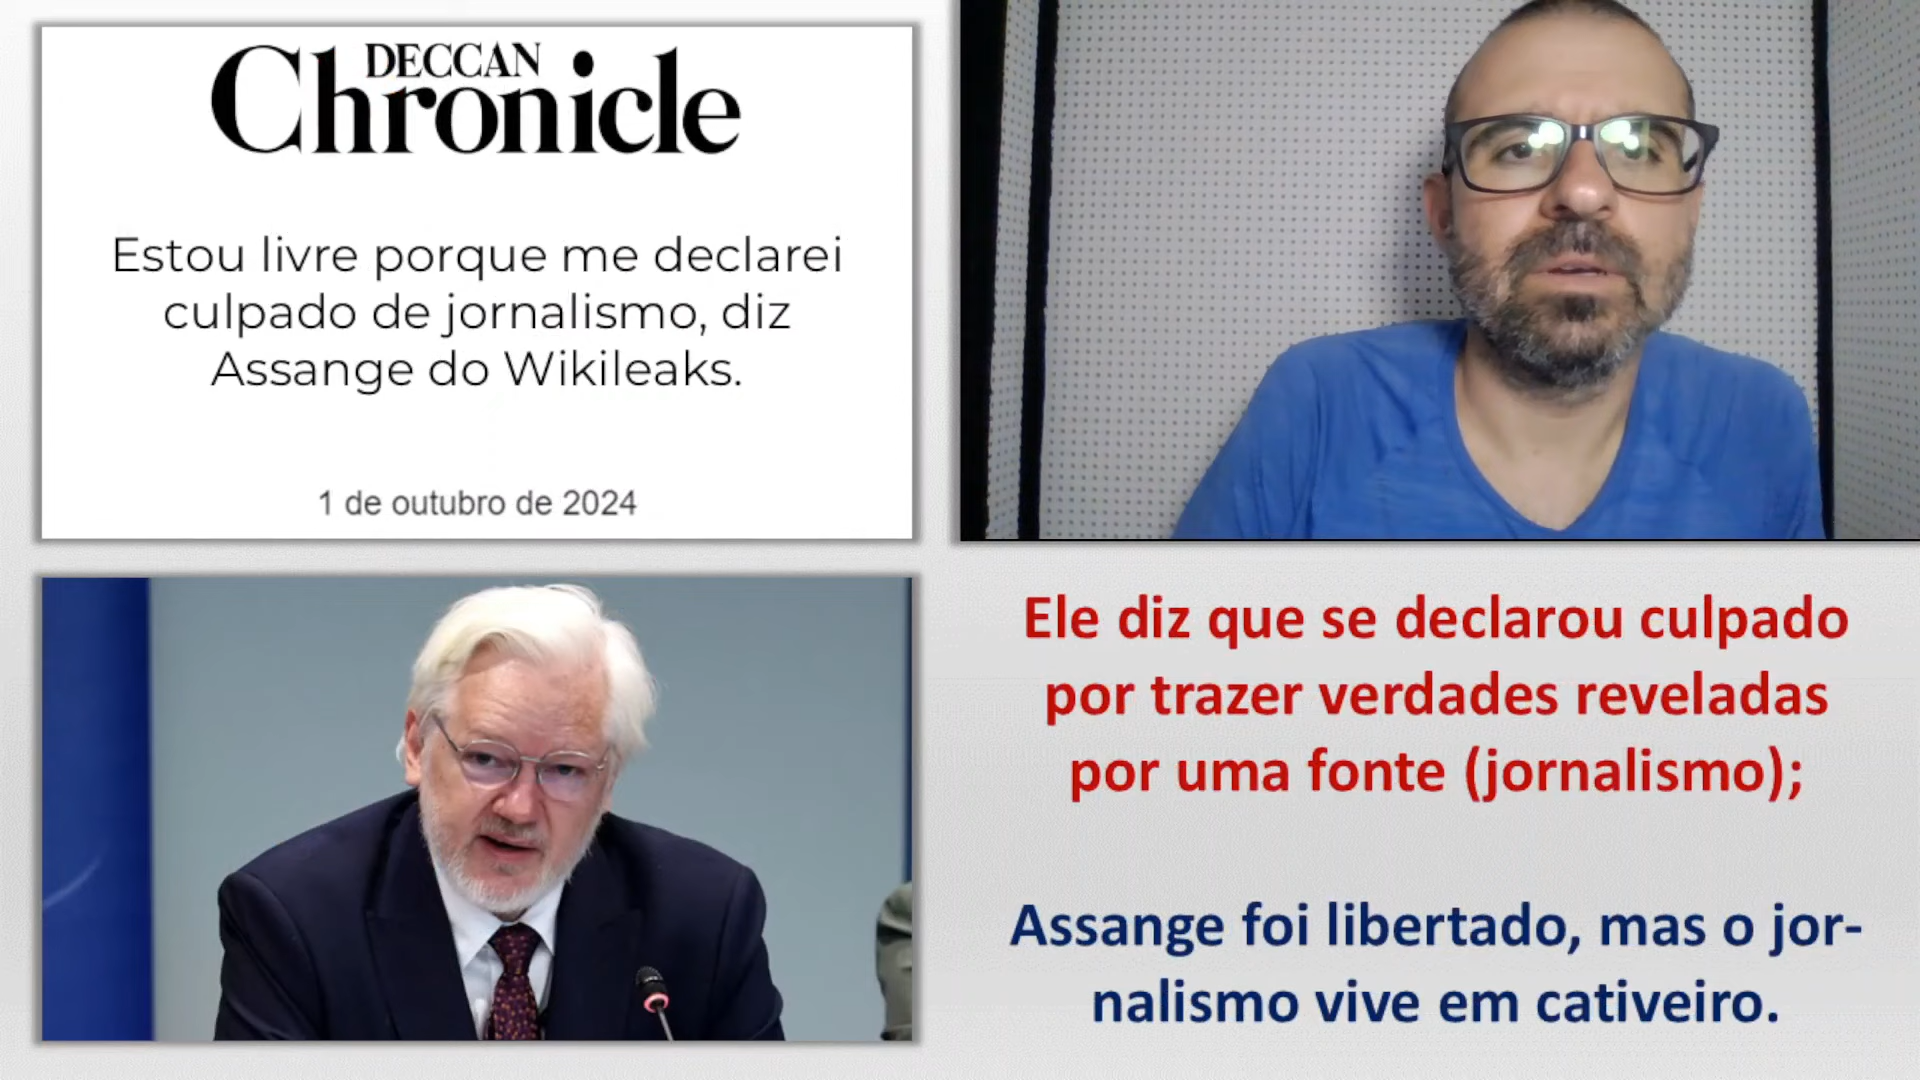 DECCAN
Chronicle
Estou livre porque me declarei
culpado de jornalismo, diz
Assange do Wikileaks.
1 de outubro de 2024
Ele diz que se declarou culpado
por trazer verdades reveladas
por uma fonte (jornalismo);
Assange foi libertado, mas o jor-
nalismo vive em cativeiro.